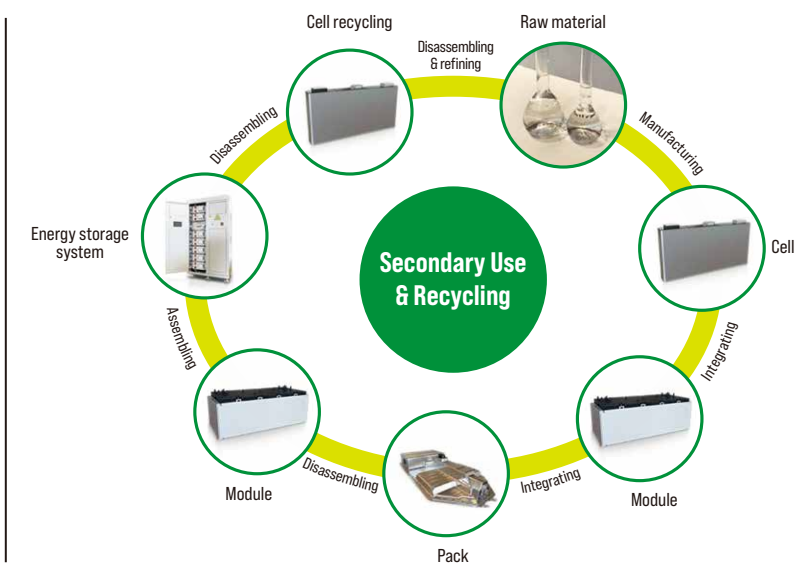 Cell recycling
Disassembling
& refining
Raw material
Manufacturing
Disassembling
Energy storage
system
Secondary Use
& Recycling
Cell
Assembling
Integrating
Module
Disassembling
Integrating
Module
Pack